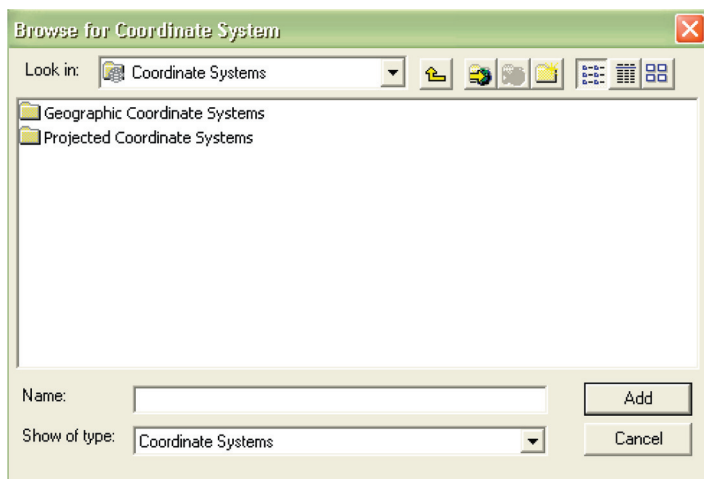 Browse for Coordinate System
Look in: Coordinate Systems
Geographic Coordinate Systems
Projected Coordinate Systems
Name: Add
Show of type: Coordinate Systems Cancel